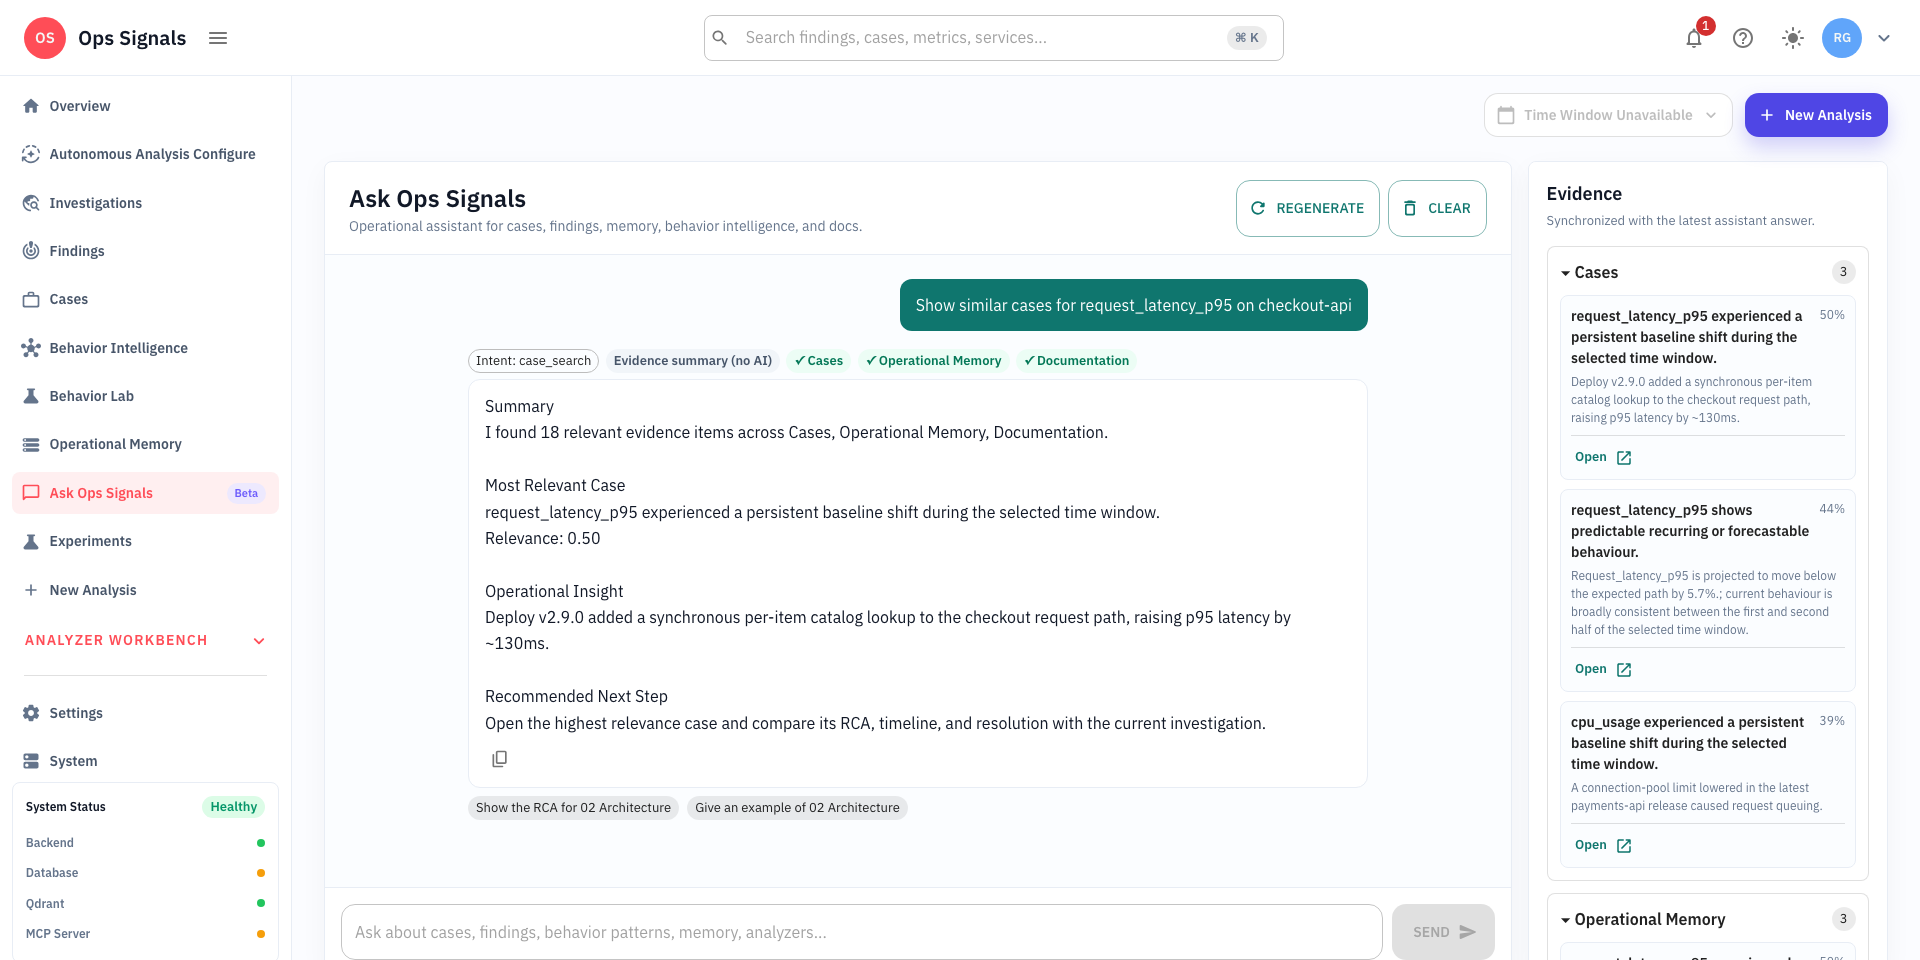 OS
Ops Signals
Search findings, cases, metrics, services...
⌘ K
1
RG
Overview
Autonomous Analysis Configure
Investigations
Findings
Cases
Behavior Intelligence
Behavior Lab
Operational Memory
Ask Ops Signals
Beta
Experiments
New Analysis
ANALYZER WORKBENCH
Settings
System
System Status
Healthy
Backend
Database
Qdrant
MCP Server
Time Window Unavailable
New Analysis
Ask Ops Signals
Operational assistant for cases, findings, memory, behavior intelligence, and docs.
REGENERATE
CLEAR
Show similar cases for request_latency_p95 on checkout-api
Intent: case_search
Evidence summary (no AI)
✓ Cases
✓ Operational Memory
✓ Documentation
Summary
I found 18 relevant evidence items across Cases, Operational Memory, Documentation.
Most Relevant Case
request_latency_p95 experienced a persistent baseline shift during the selected time window.
Relevance: 0.50
Operational Insight
Deploy v2.9.0 added a synchronous per-item catalog lookup to the checkout request path, raising p95 latency by
~130ms.
Recommended Next Step
Open the highest relevance case and compare its RCA, timeline, and resolution with the current investigation.
Show the RCA for 02 Architecture
Give an example of 02 Architecture
Ask about cases, findings, behavior patterns, memory, analyzers...
SEND
Evidence
Synchronized with the latest assistant answer.
Cases
3
request_latency_p95 experienced a
persistent baseline shift during the
selected time window.
50%
Deploy v2.9.0 added a synchronous per-item
catalog lookup to the checkout request path,
raising p95 latency by ~130ms.
Open
request_latency_p95 shows
predictable recurring or forecastable
behaviour.
44%
Request_latency_p95 is projected to move below
the expected path by 5.7%.; current behaviour is
broadly consistent between the first and second
half of the selected time window.
Open
cpu_usage experienced a persistent
baseline shift during the selected
time window.
39%
A connection-pool limit lowered in the latest
payments-api release caused request queuing.
Open
Operational Memory
3